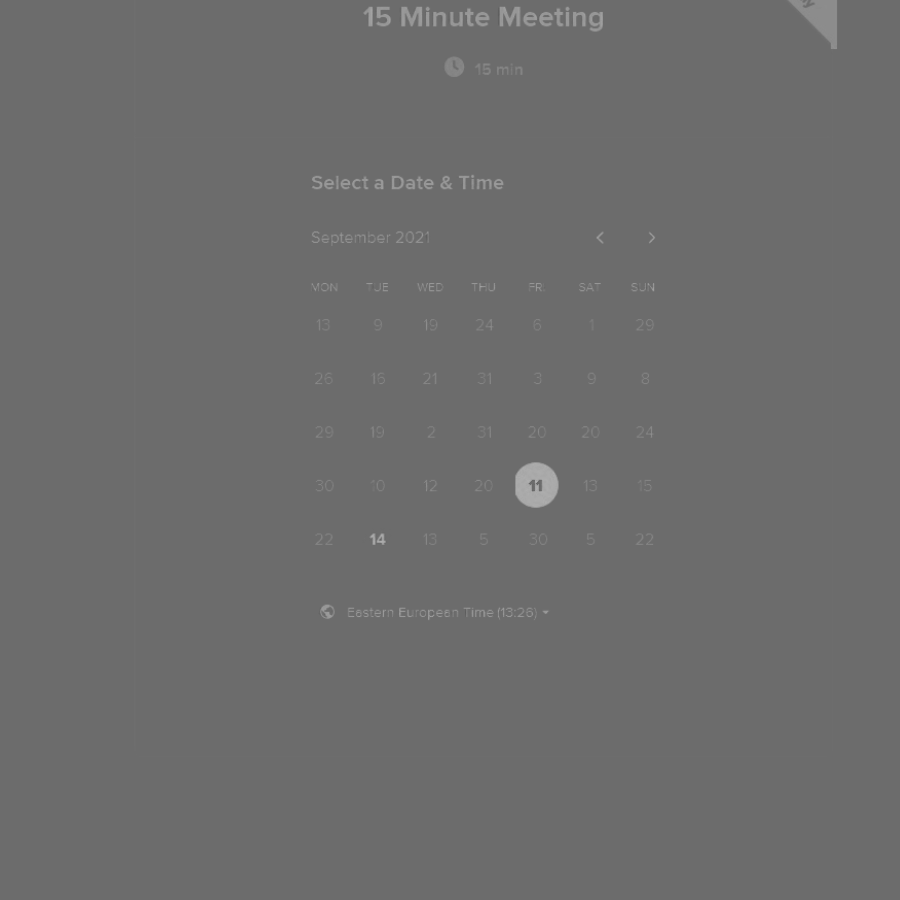 15 Minute Meeting
15 min
Select a Date & Time
September 2021
MON TUE WED THU FRI SAT SUN
13 9 19 24 6 1 29
26 16 21 31 3 9 8
29 19 2 31 20 20 24
30 10 12 20 11 13 15
22 14 13 5 30 5 22
Eastern European Time (13:26)